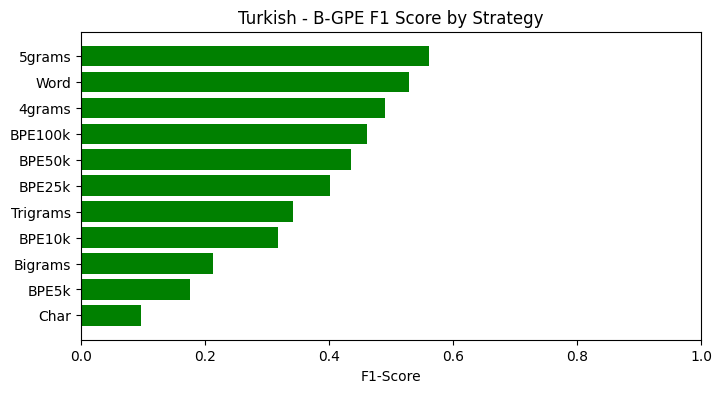 Turkish - B-GPE F1 Score by Strategy
5grams
Word
4grams
BPE100k
BPE50k
BPE25k
Trigrams
BPE10k
Bigrams
BPE5k
Char
0.0 0.2 0.4 0.6 0.8 1.0
F1-Score